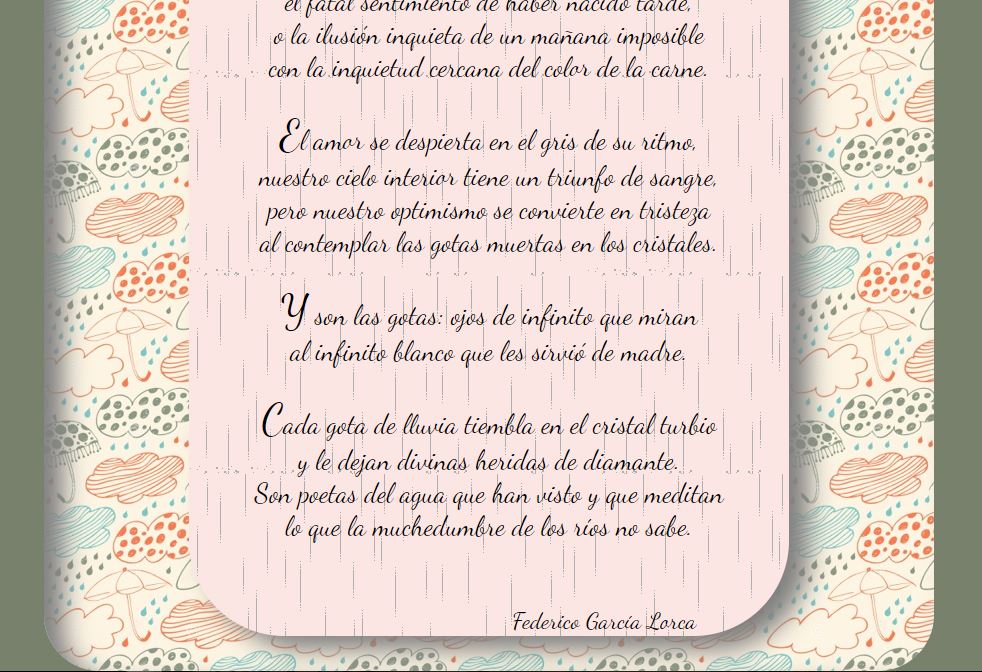 el fatal sentimiento de haber nacido tarde,
o la ilusión inquieta de un mañana imposible
con la inquietud cercana del color de la carne.
El amor se despierta en el gris de su ritmo,
nuestro cielo interior tiene un triunfo de sangre,
pero nuestro optimismo se convierte en tristeza
al contemplar las gotas muertas en los cristales.
Y son las gotas: ojos de infinito que miran
al infinito blanco que les sirvió de madre.
Cada gota de lluvia tiembla en el cristal turbio
y le dejan divinas heridas de diamante.
Son poetas del agua que han visto y que meditan
lo que la muchedumbre de los ríos no sabe.
Federico García Lorca